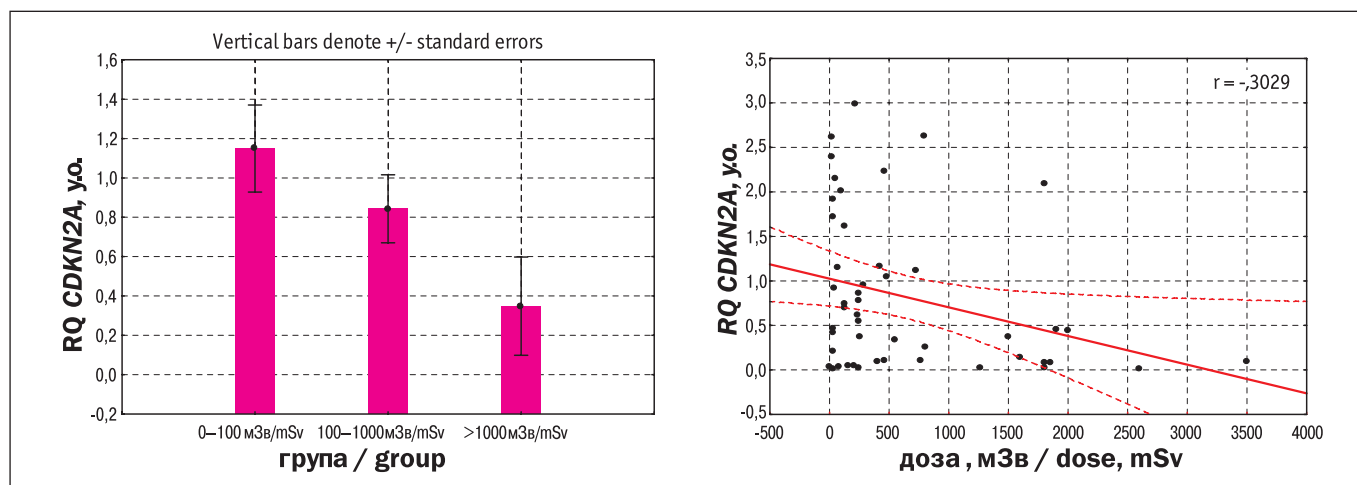 Vertical bars denote +/- standard errors
1,6
1,4
1,2
1,0
0,8
0,6
0,4
0,2
0,0
-0,2
RQ CDKN2A, у.о.
0–100 мЗв/mSv 100–1000мЗв/mSv >1000мЗв/mSv
група / group
r = -,3029
3,5
3,0
2,5
2,0
1,5
1,0
0,5
0,0
-0,5
RQ CDKN2A, у.о.
-500 0 500 1000 1500 2000 2500 3000 3500 4000
доза , мЗв / dose, mSv